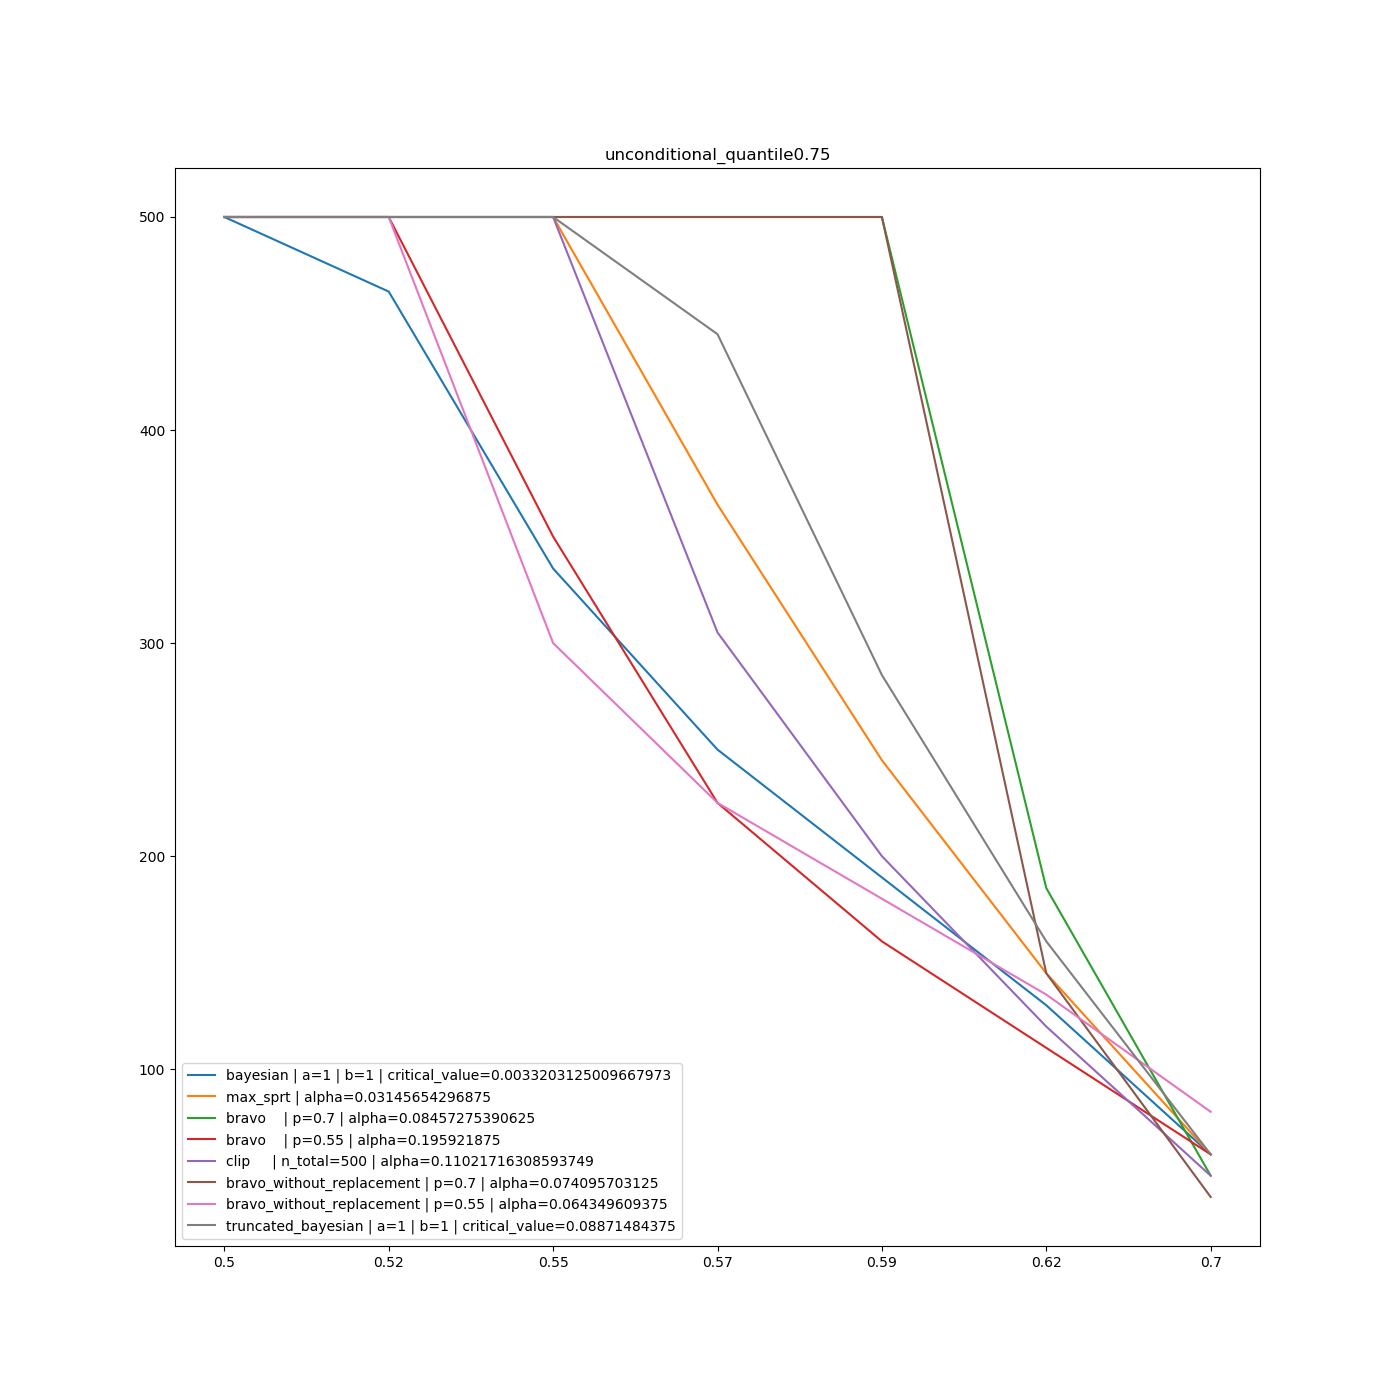 unconditional_quantile0.75
500
400
300
200
100
bayesian | a=1 | b=1 | critical_value=0.0033203125009667973
max_sprt | alpha=0.03145654296875
bravo    | p=0.7 | alpha=0.08457275390625
bravo    | p=0.55 | alpha=0.195921875
clip     | n_total=500 | alpha=0.11021716308593749
bravo_without_replacement | p=0.7 | alpha=0.074095703125
bravo_without_replacement | p=0.55 | alpha=0.064349609375
truncated_bayesian | a=1 | b=1 | critical_value=0.08871484375
0.5 0.52 0.55 0.57 0.59 0.62 0.7